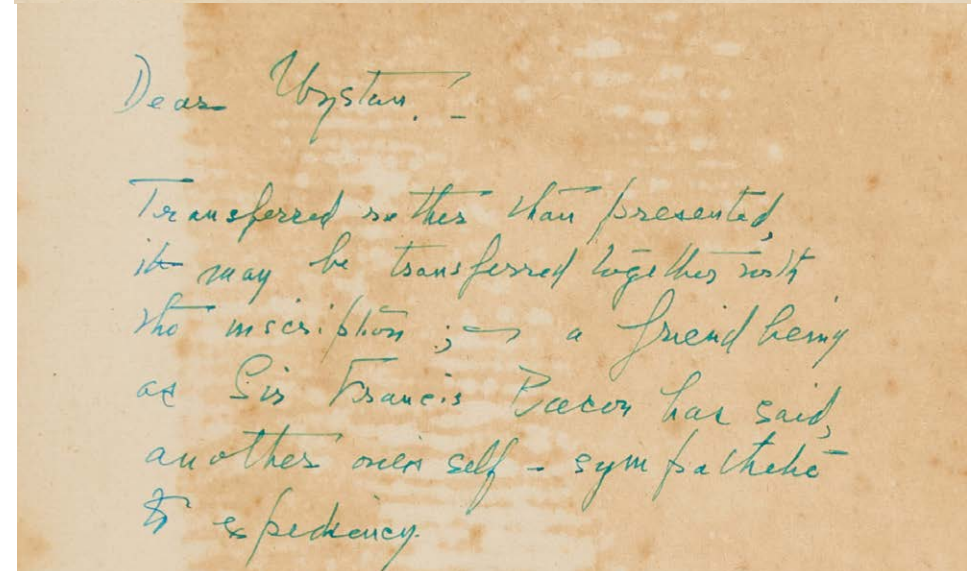 Dear Wystan:-
Transferred rather than presented,
it may be transferred together with
the inscription; — a friend being
as Sir Francis Bacon has said,
another self - sympathetic
to expediency.